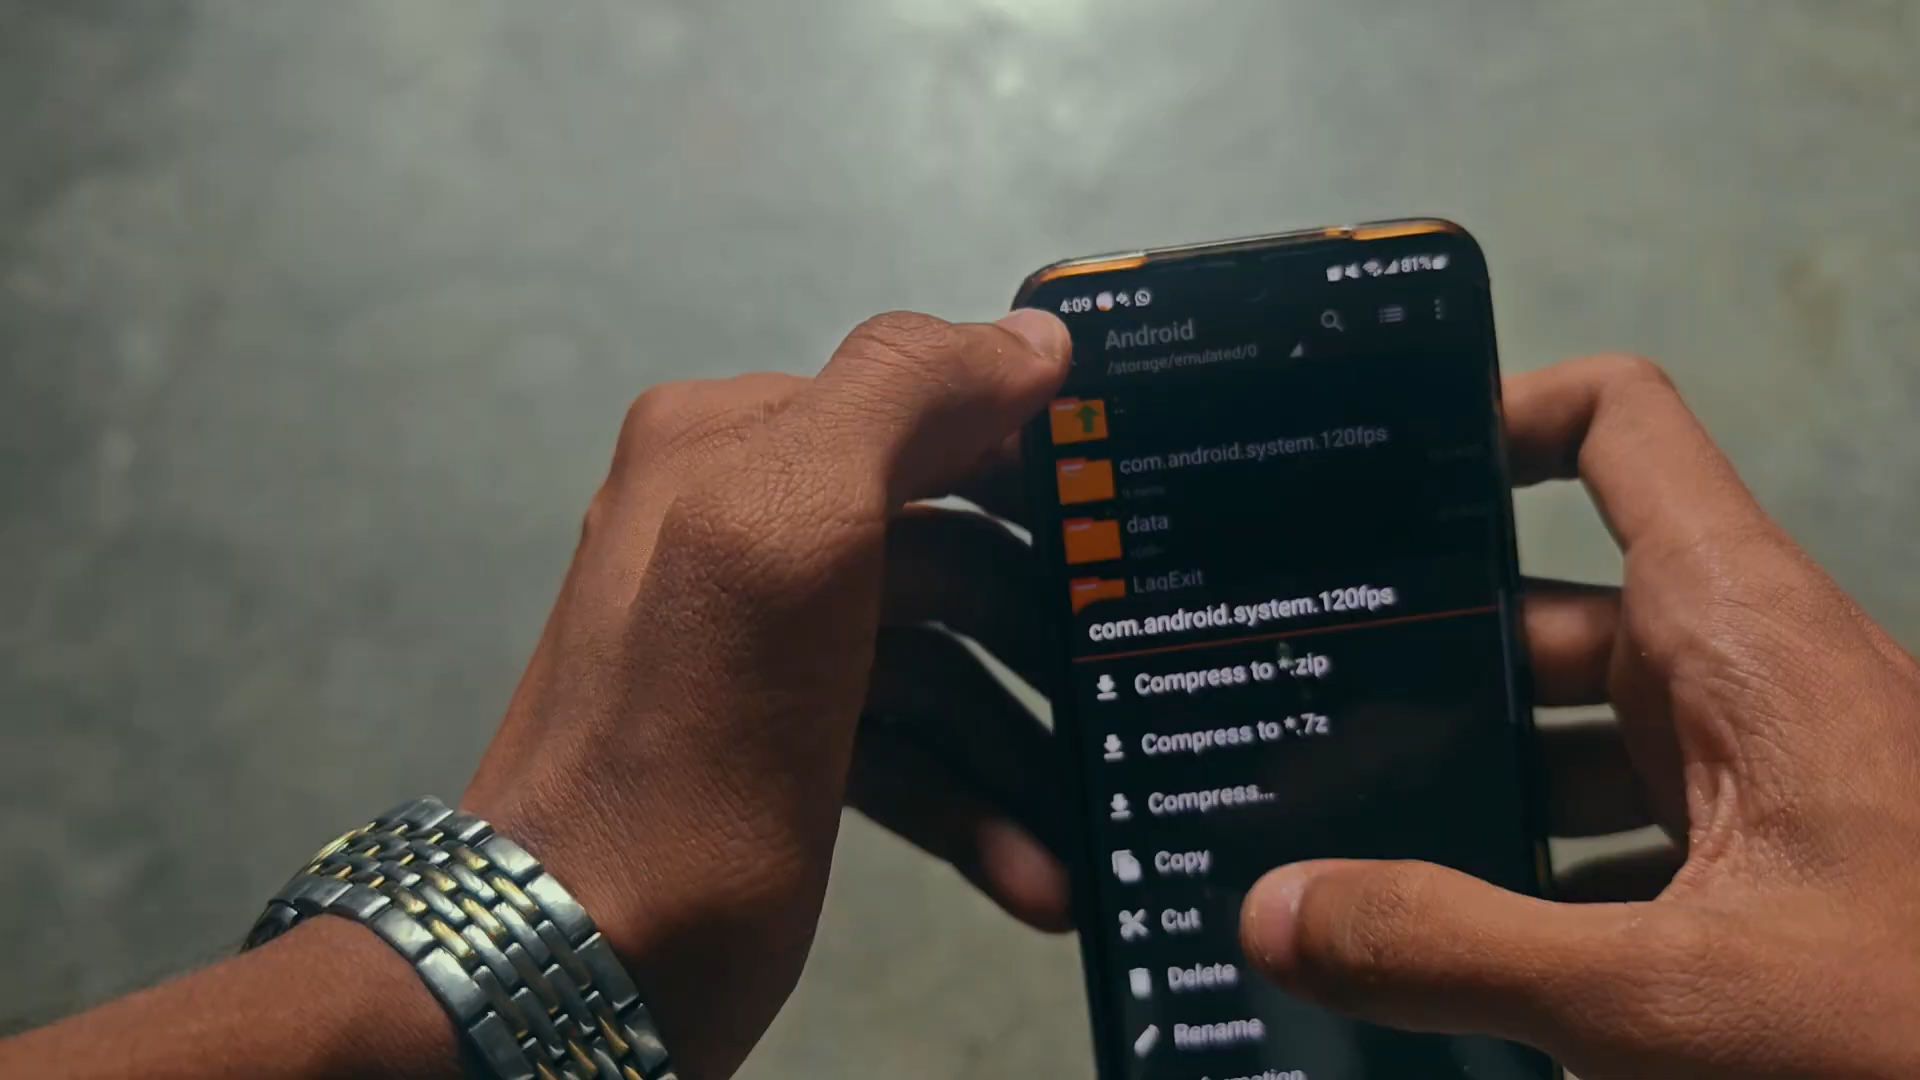 4:09
81%
Android
/storage/emulated/0
..
com.android.system.120fps
data
LagExit
com.android.system.120fps
Compress to *.zip
Compress to *.7z
Compress...
Copy
Cut
Delete
Rename